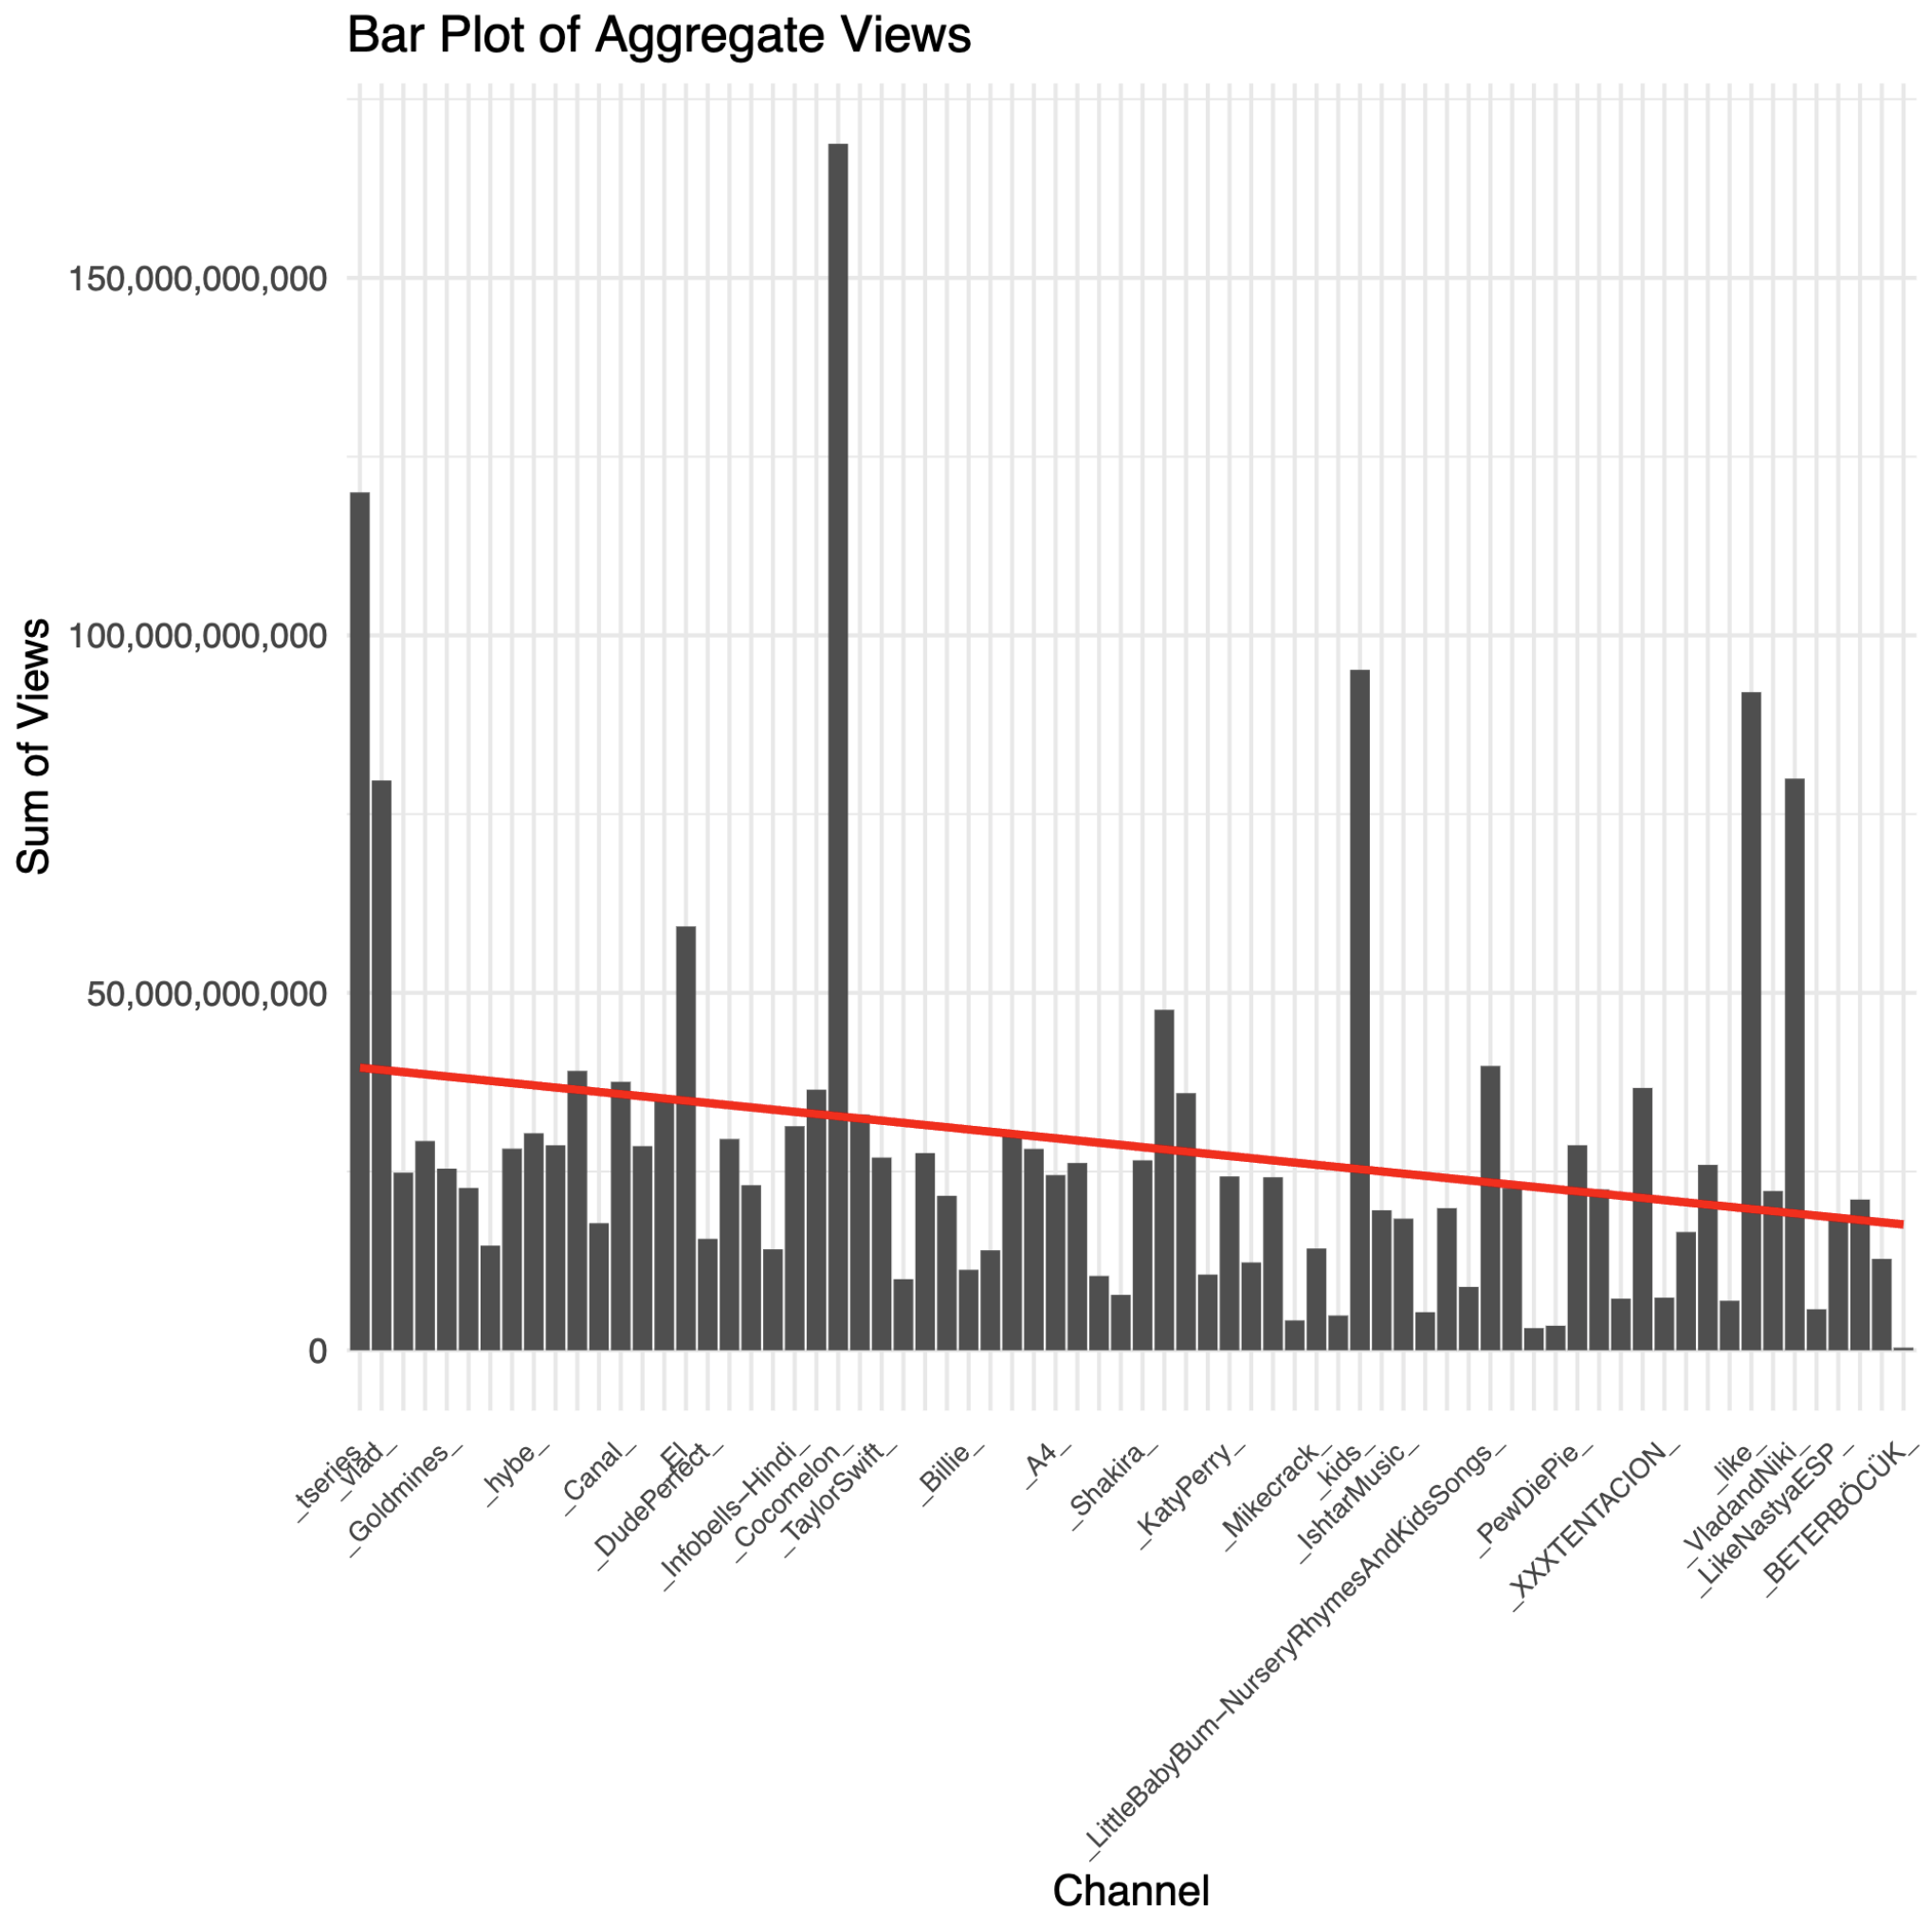 Bar Plot of Aggregate Views
Sum of Views
150,000,000,000
100,000,000,000
50,000,000,000
0
_tseries_
_Vlad_
_Goldmines_
_hybe_
_Canal_
_El_
_DudePerfect_
_Infobells-Hindi_
_Cocomelon_
_TaylorSwift_
_Billie_
_A4_
_Shakira_
_KatyPerry_
_Mikecrack_
_kids_
_IshtarMusic_
_LittleBabyBum-NurseryRhymesAndKidsSongs_
_PewDiePie_
_XXXTENTACION_
_like_
_VladandNiki_
_LikeNastyaESP_
_BETERBÖCÜK_
Channel